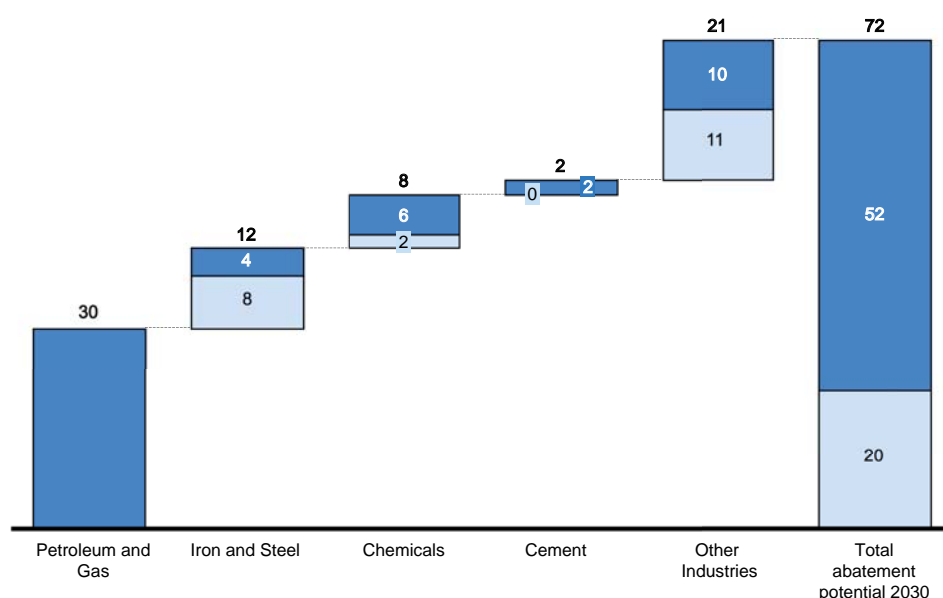 21
72
10
11
8
2
0
2
6
2
52
12
4
8
30
20
Petroleum and
Gas
Iron and Steel
Chemicals
Cement
Other
Industries
Total
abatement
potential 2030